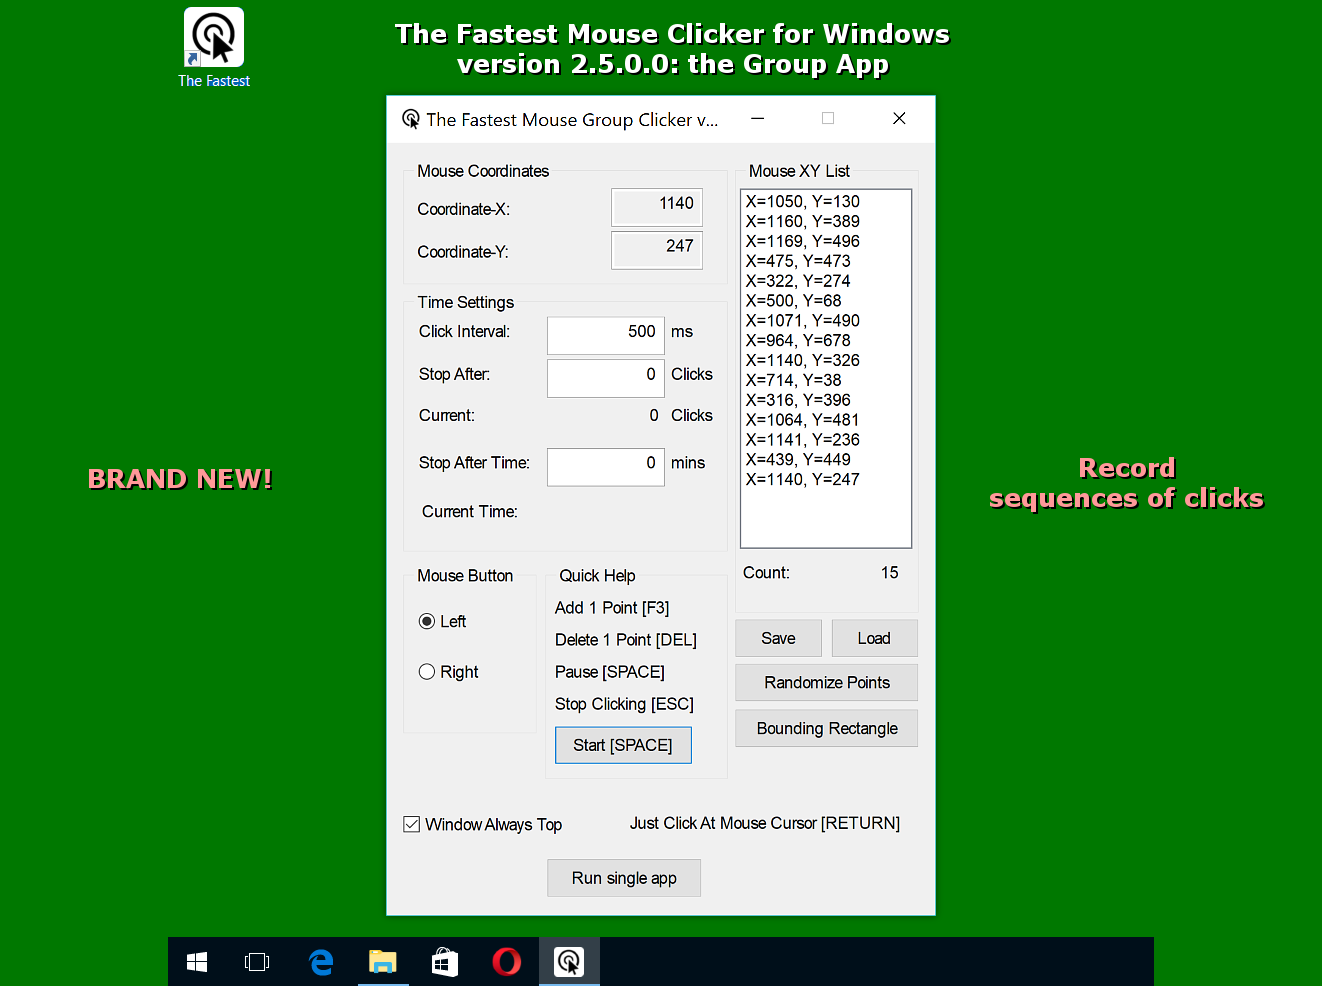 The Fastest
The Fastest Mouse Clicker for Windows
version 2.5.0.0: the Group App
The Fastest Mouse Group Clicker v...
Mouse Coordinates
Coordinate-X: 1140
Coordinate-Y: 247
Time Settings
Click Interval: 500 ms
Stop After: 0 Clicks
Current: 0 Clicks
Stop After Time: 0 mins
Current Time:
Mouse XY List
X=1050, Y=130
X=1160, Y=389
X=1169, Y=496
X=475, Y=473
X=322, Y=274
X=500, Y=68
X=1071, Y=490
X=964, Y=678
X=1140, Y=326
X=714, Y=38
X=316, Y=396
X=1064, Y=481
X=1141, Y=236
X=439, Y=449
X=1140, Y=247
Count: 15
BRAND NEW!
Record
sequences of clicks
Mouse Button
Left
Right
Quick Help
Add 1 Point [F3]
Delete 1 Point [DEL]
Pause [SPACE]
Stop Clicking [ESC]
Start [SPACE]
Save Load
Randomize Points
Bounding Rectangle
Window Always Top
Just Click At Mouse Cursor [RETURN]
Run single app